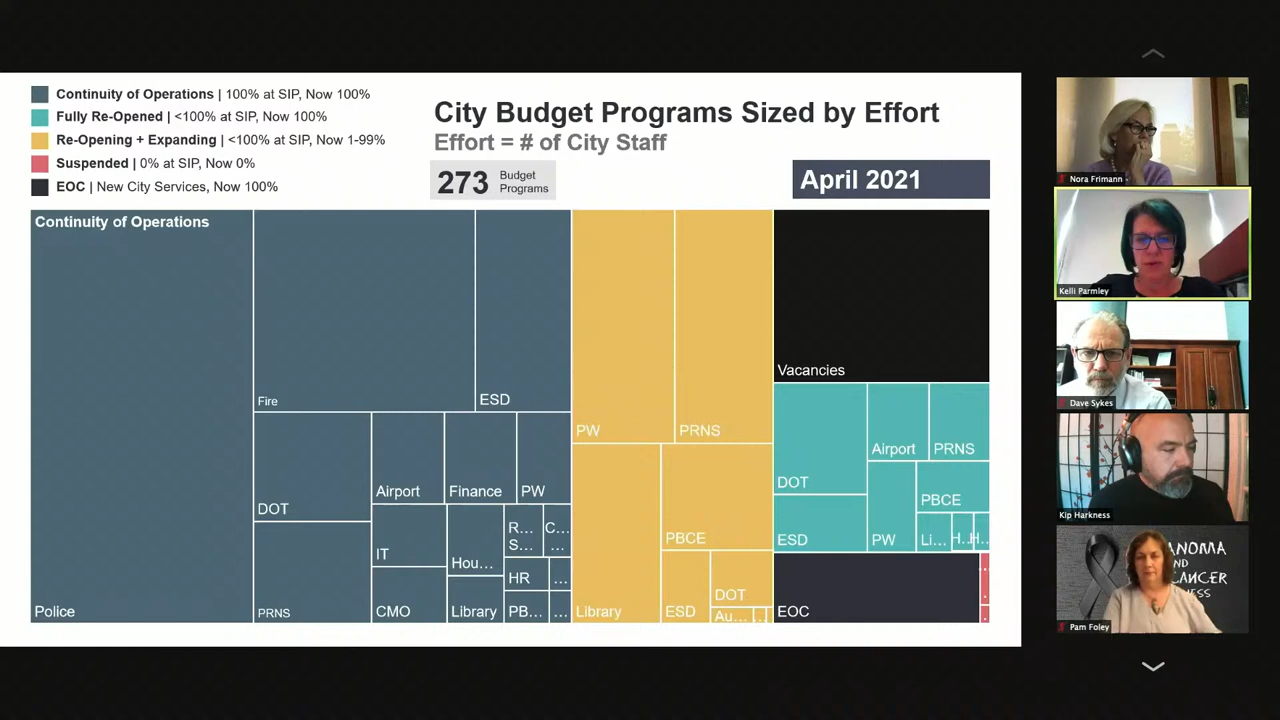 Continuity of Operations | 100% at SIP, Now 100%
Fully Re-Opened | <100% at SIP, Now 100%
Re-Opening + Expanding | <100% at SIP, Now 1-99%
Suspended | 0% at SIP, Now 0%
EOC | New City Services, Now 100%
City Budget Programs Sized by Effort
Effort = # of City Staff
273 Budget Programs
April 2021
Continuity of Operations
Police
Fire
ESD
DOT
PRNS
Airport
Finance
PW
IT
CMO
Hou...
Library
R...
S...
C...
...
HR
...
PB...
...
PW
PRNS
Library
PBCE
ESD
DOT
Au...
...
Vacancies
DOT
Airport
PRNS
ESD
PW
PBCE
Li...
H...
H...
EOC
Nora Frimann
Kelli Parmley
Dave Sykes
Kip Harkness
Pam Foley